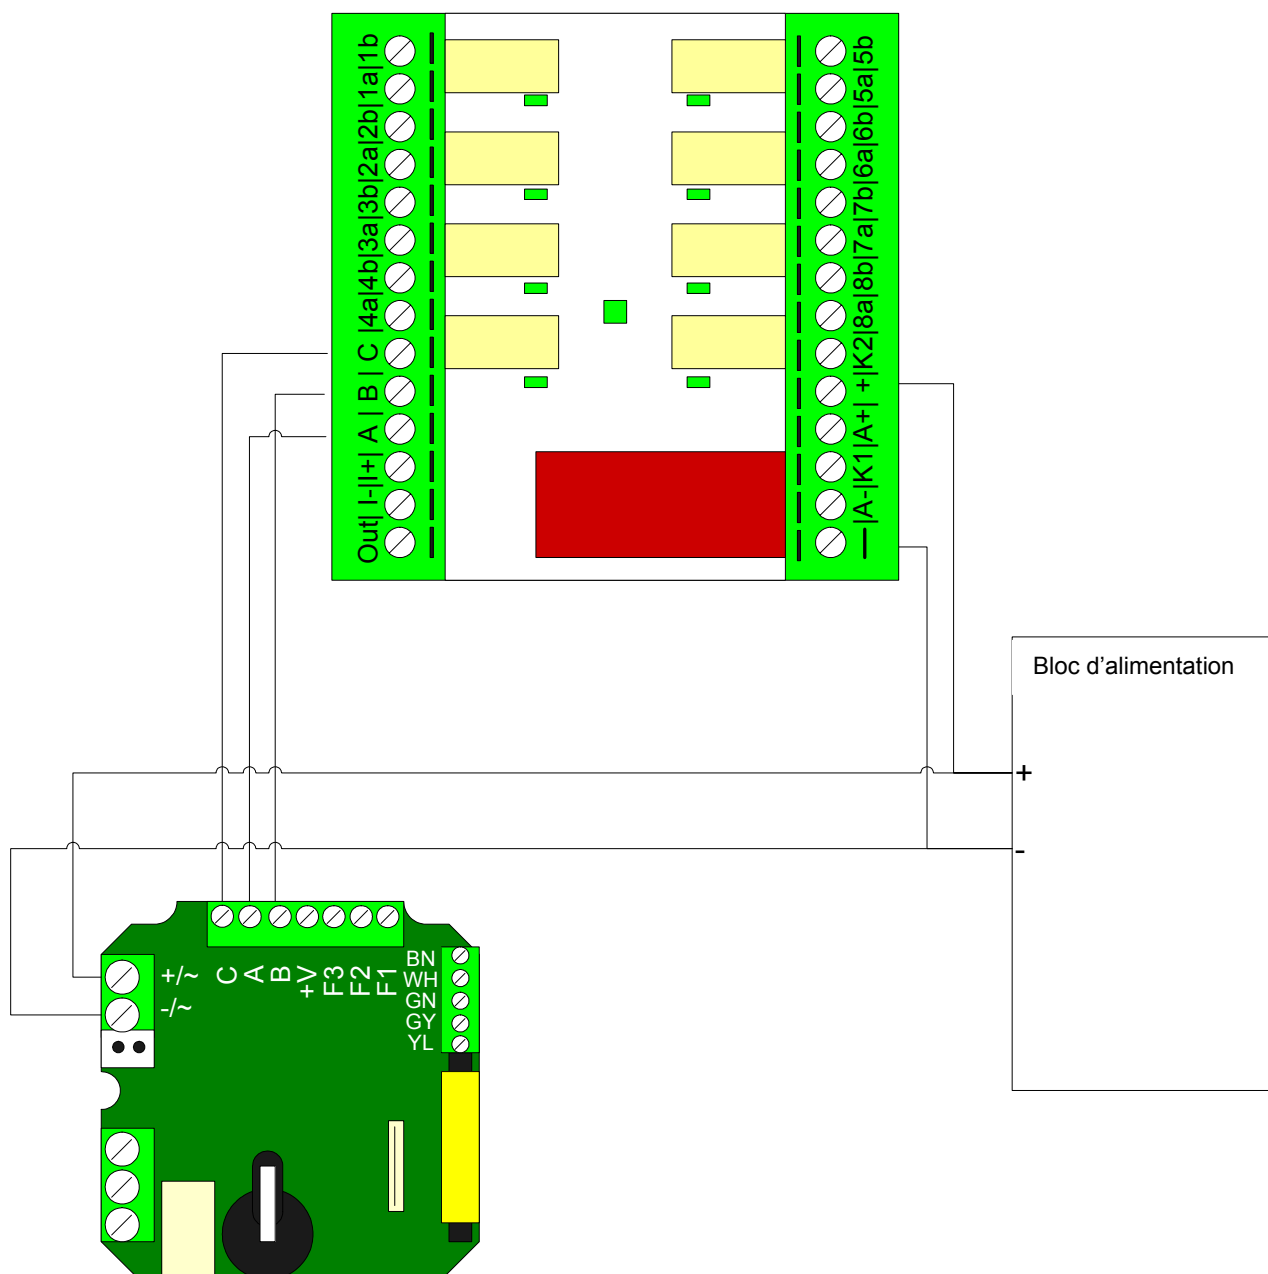 Out| I-|I+| A | B | C |4a|4b|3a|3b|2a|2b|1a|1b
—|A-|K1|A+| +|K2|8a|8b|7a|7b|6a|6b|5a|5b
Bloc d’alimentation
+
-
+/~
-/~
C
A
B
+V
F3
F2
F1
BN
WH
GN
GY
YL